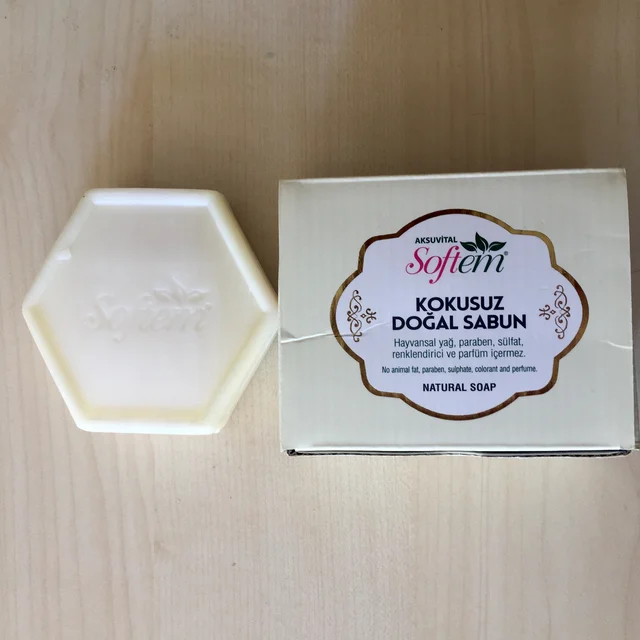 Softem
AKSUVİTAL
Softem®
KOKUSUZ
DOĞAL SABUN
Hayvansal yağ, paraben, sülfat,
renklendirici ve parfüm içermez.
No animal fat, paraben, sulphate, colorant and perfume.
NATURAL SOAP